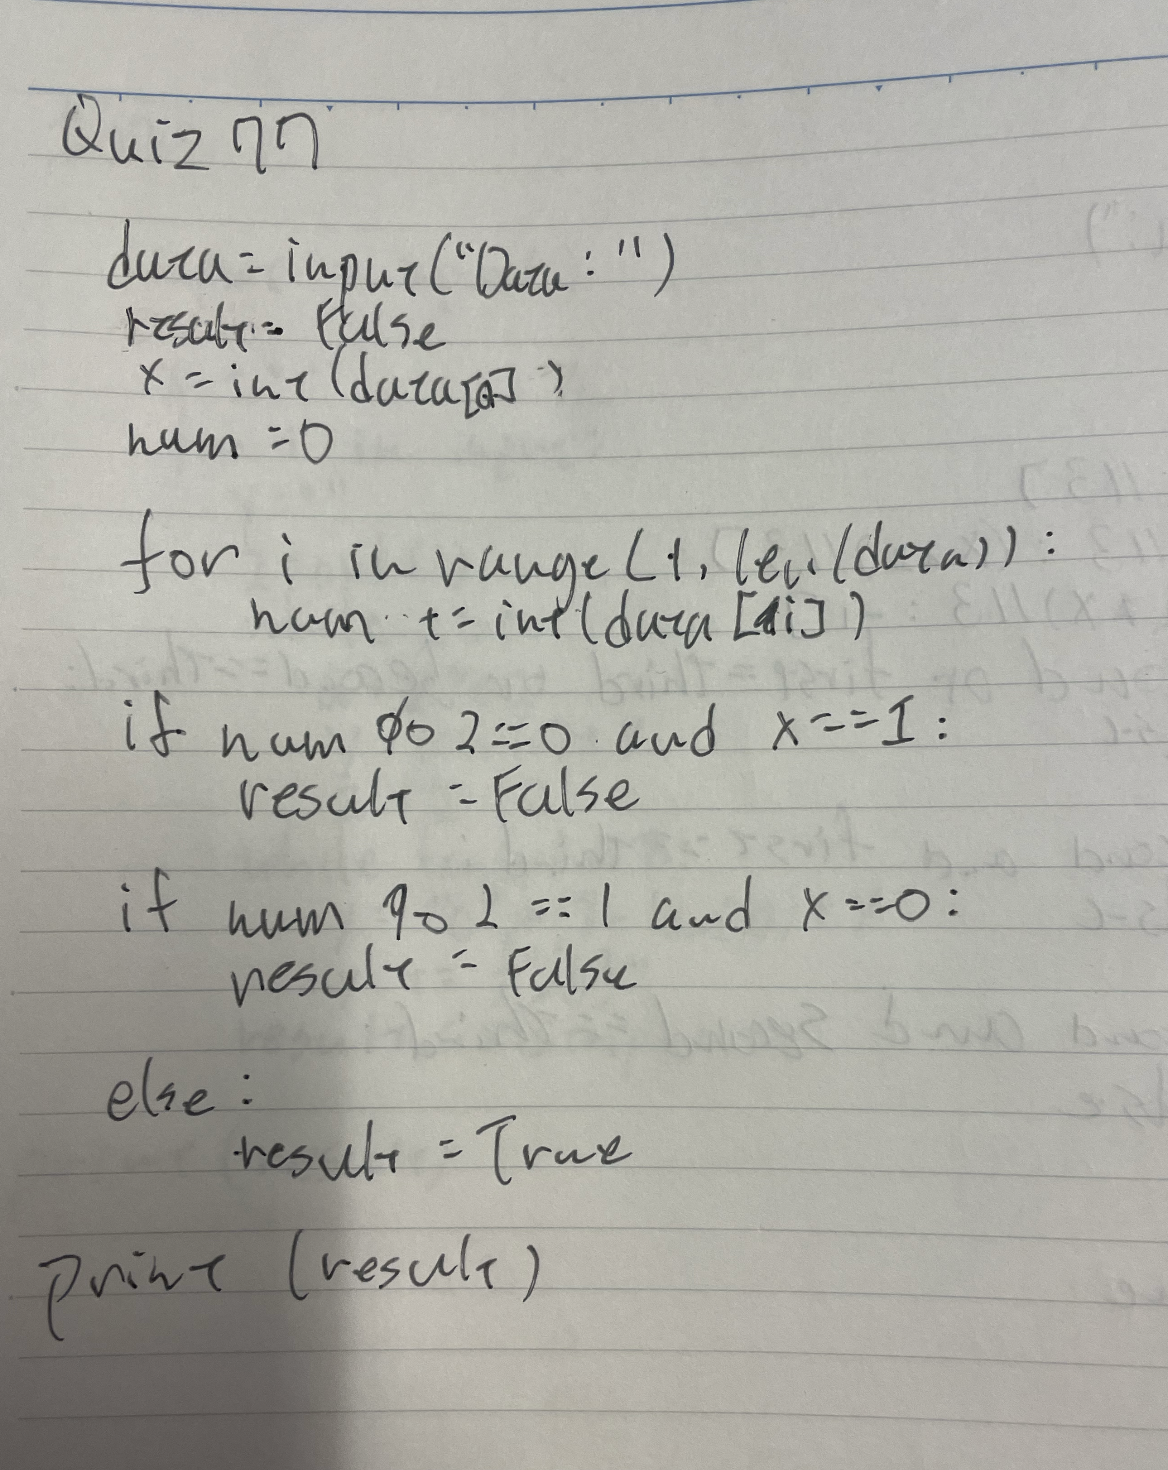 Quiz 77
data = input("Data: ")
result = False
x = int(data[0])
num = 0
for i in range(1, len(data)):
num += int(data[i])
if num % 2 == 0 and x == 1:
result = False
if num % 2 == 1 and x == 0:
result = False
else:
result = True
print (result)